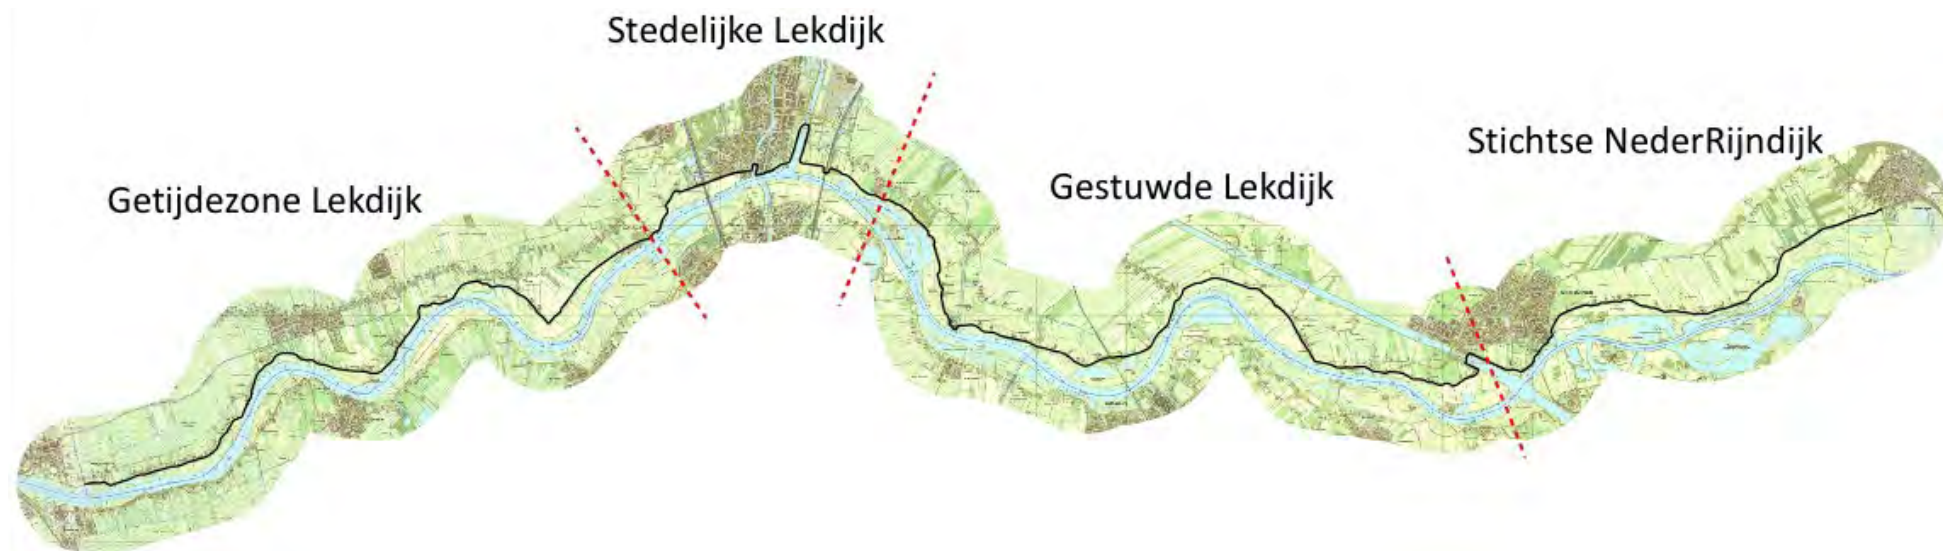 Stedelijke Lekdijk
Stichtse NederRijndijk
Gestuwde Lekdijk
Getijdezone Lekdijk